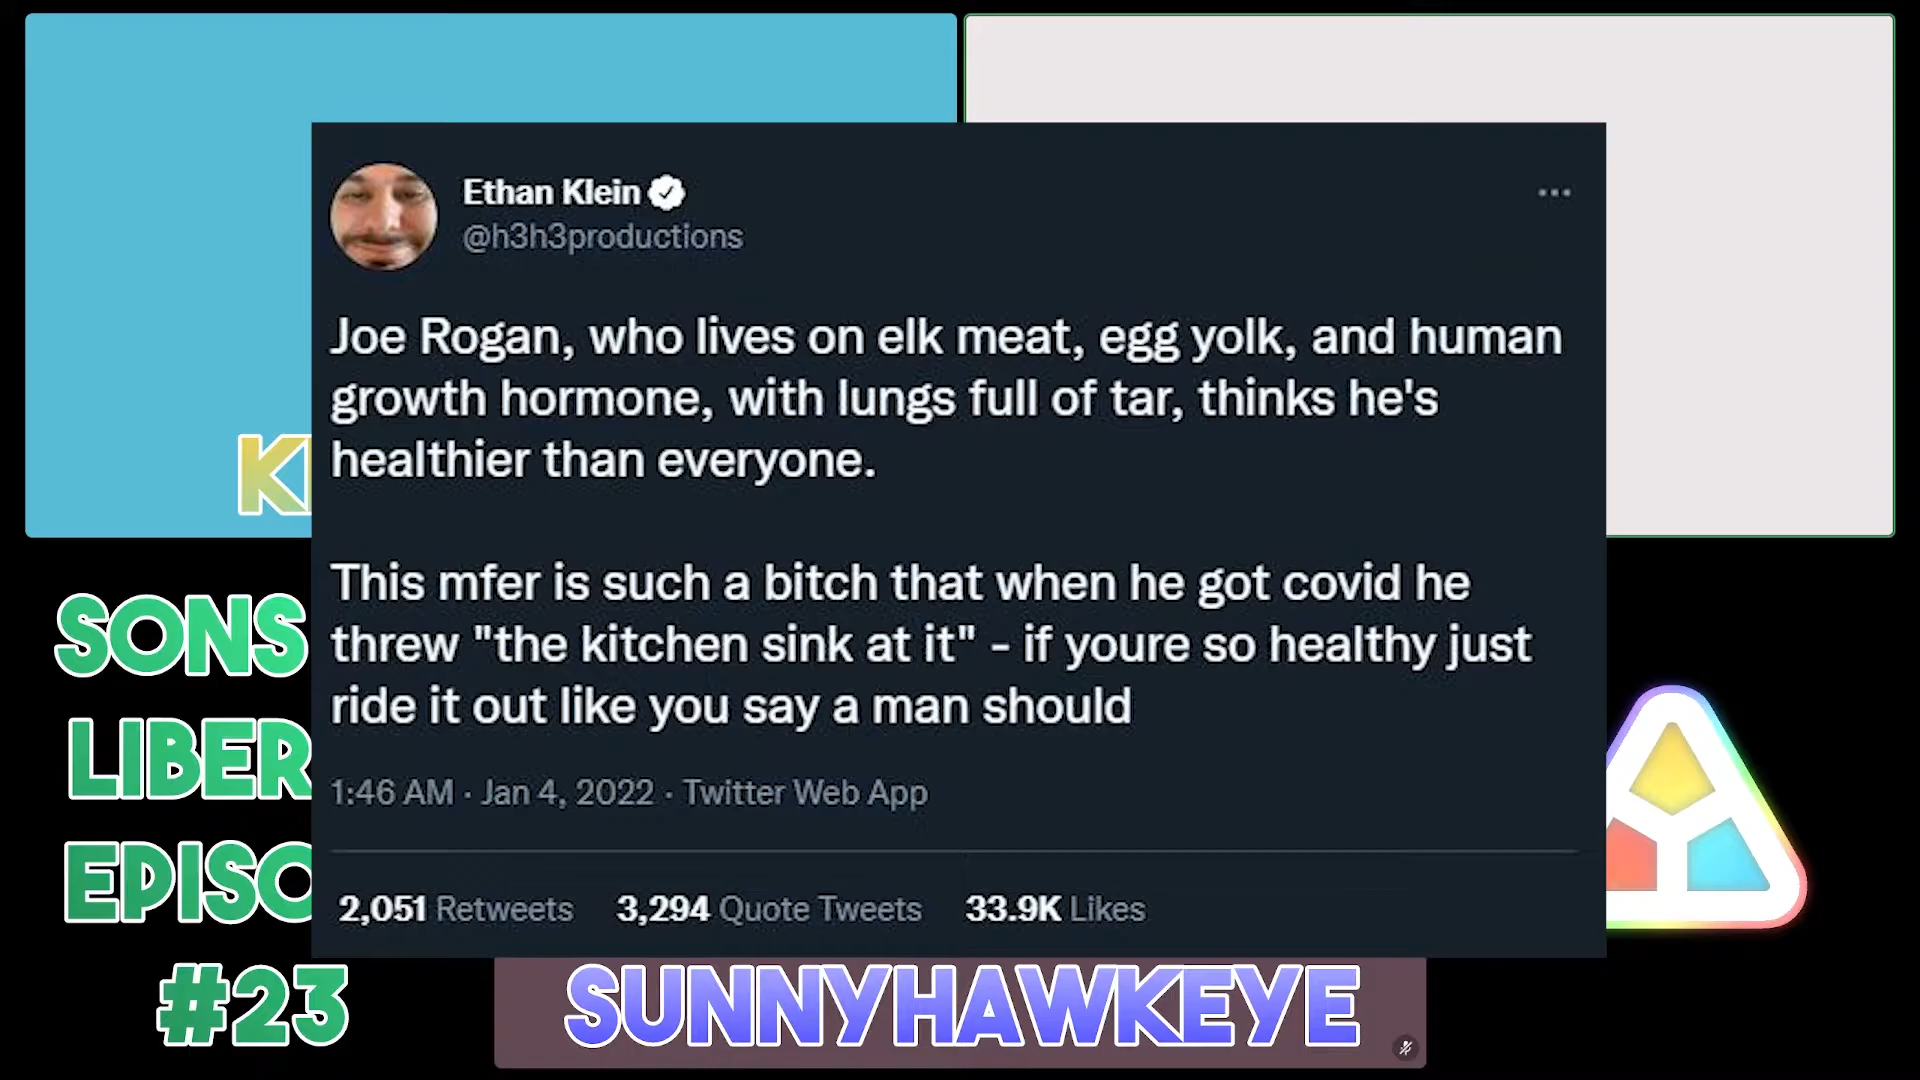 Ethan Klein
@h3h3productions
Joe Rogan, who lives on elk meat, egg yolk, and human
growth hormone, with lungs full of tar, thinks he's
healthier than everyone.
This mfer is such a bitch that when he got covid he
threw "the kitchen sink at it" - if youre so healthy just
ride it out like you say a man should
1:46 AM · Jan 4, 2022 · Twitter Web App
2,051 Retweets 3,294 Quote Tweets 33.9K Likes
SONS
LIBER
EPISO
#23
SUNNYHAWKEYE